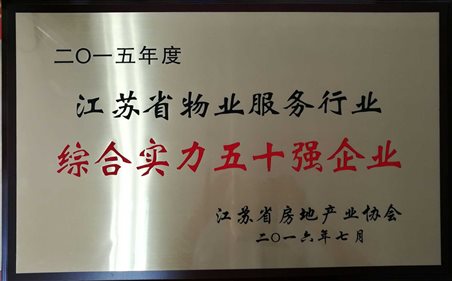 二〇一五年度
江苏省物业服务行业
综合实力五十强企业
江苏省房地产业协会
二〇一六年七月